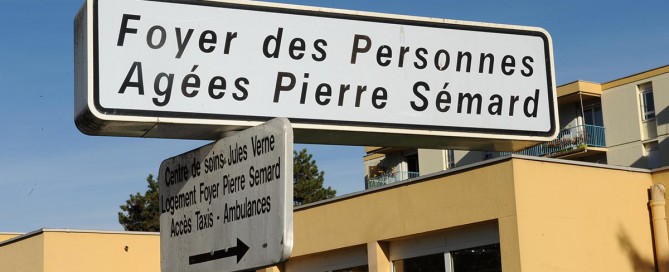 Foyer des Personnes
Agées Pierre Sémard
Centre de soins Jules Verne
Logement Foyer Pierre Semard
Accès Taxis - Ambulances